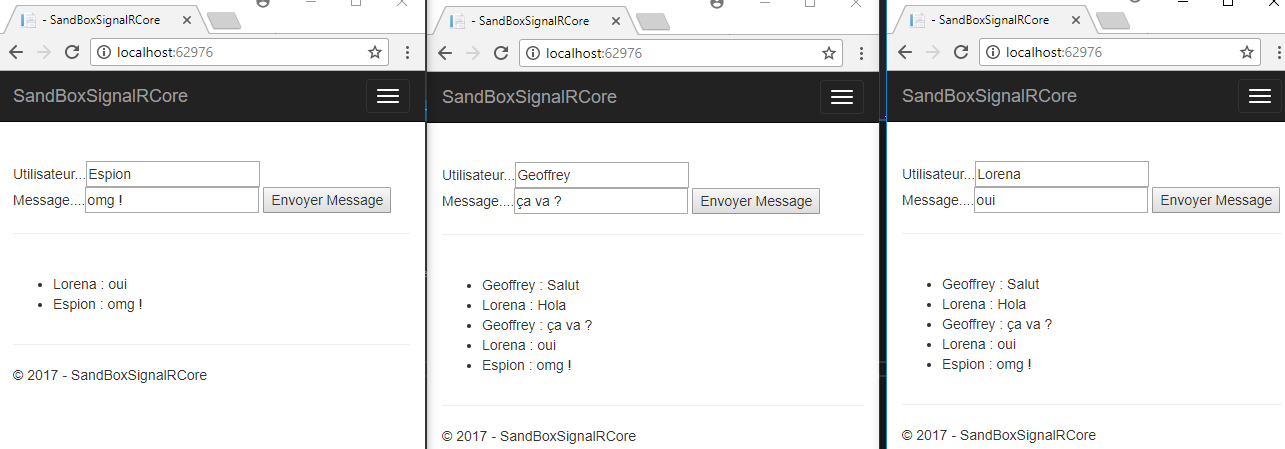 - SandBoxSignalRCore
localhost:62976
SandBoxSignalRCore
Utilisateur...Espion
Message....omg !
Envoyer Message
Lorena : oui
Espion : omg !
© 2017 - SandBoxSignalRCore
- SandBoxSignalRCore
localhost:62976
SandBoxSignalRCore
Utilisateur...Geoffrey
Message....ça va ?
Envoyer Message
Geoffrey : Salut
Lorena : Hola
Geoffrey : ça va ?
Lorena : oui
Espion : omg !
© 2017 - SandBoxSignalRCore
- SandBoxSignalRCore
localhost:62976
SandBoxSignalRCore
Utilisateur...Lorena
Message....oui
Envoyer Message
Geoffrey : Salut
Lorena : Hola
Geoffrey : ça va ?
Lorena : oui
Espion : omg !
© 2017 - SandBoxSignalRCore